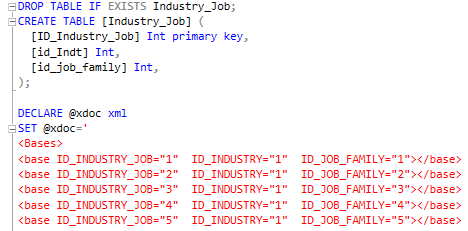 DROP TABLE IF EXISTS Industry_Job;
CREATE TABLE [Industry_Job] (
[ID_Industry_Job] Int primary key,
[id_Indt] Int,
[id_job_family] Int,
);
DECLARE @xdoc xml
SET @xdoc='
<Bases>
<base ID_INDUSTRY_JOB="1" ID_INDUSTRY="1" ID_JOB_FAMILY="1"></base>
<base ID_INDUSTRY_JOB="2" ID_INDUSTRY="1" ID_JOB_FAMILY="2"></base>
<base ID_INDUSTRY_JOB="3" ID_INDUSTRY="1" ID_JOB_FAMILY="3"></base>
<base ID_INDUSTRY_JOB="4" ID_INDUSTRY="1" ID_JOB_FAMILY="4"></base>
<base ID_INDUSTRY_JOB="5" ID_INDUSTRY="1" ID_JOB_FAMILY="5"></base>